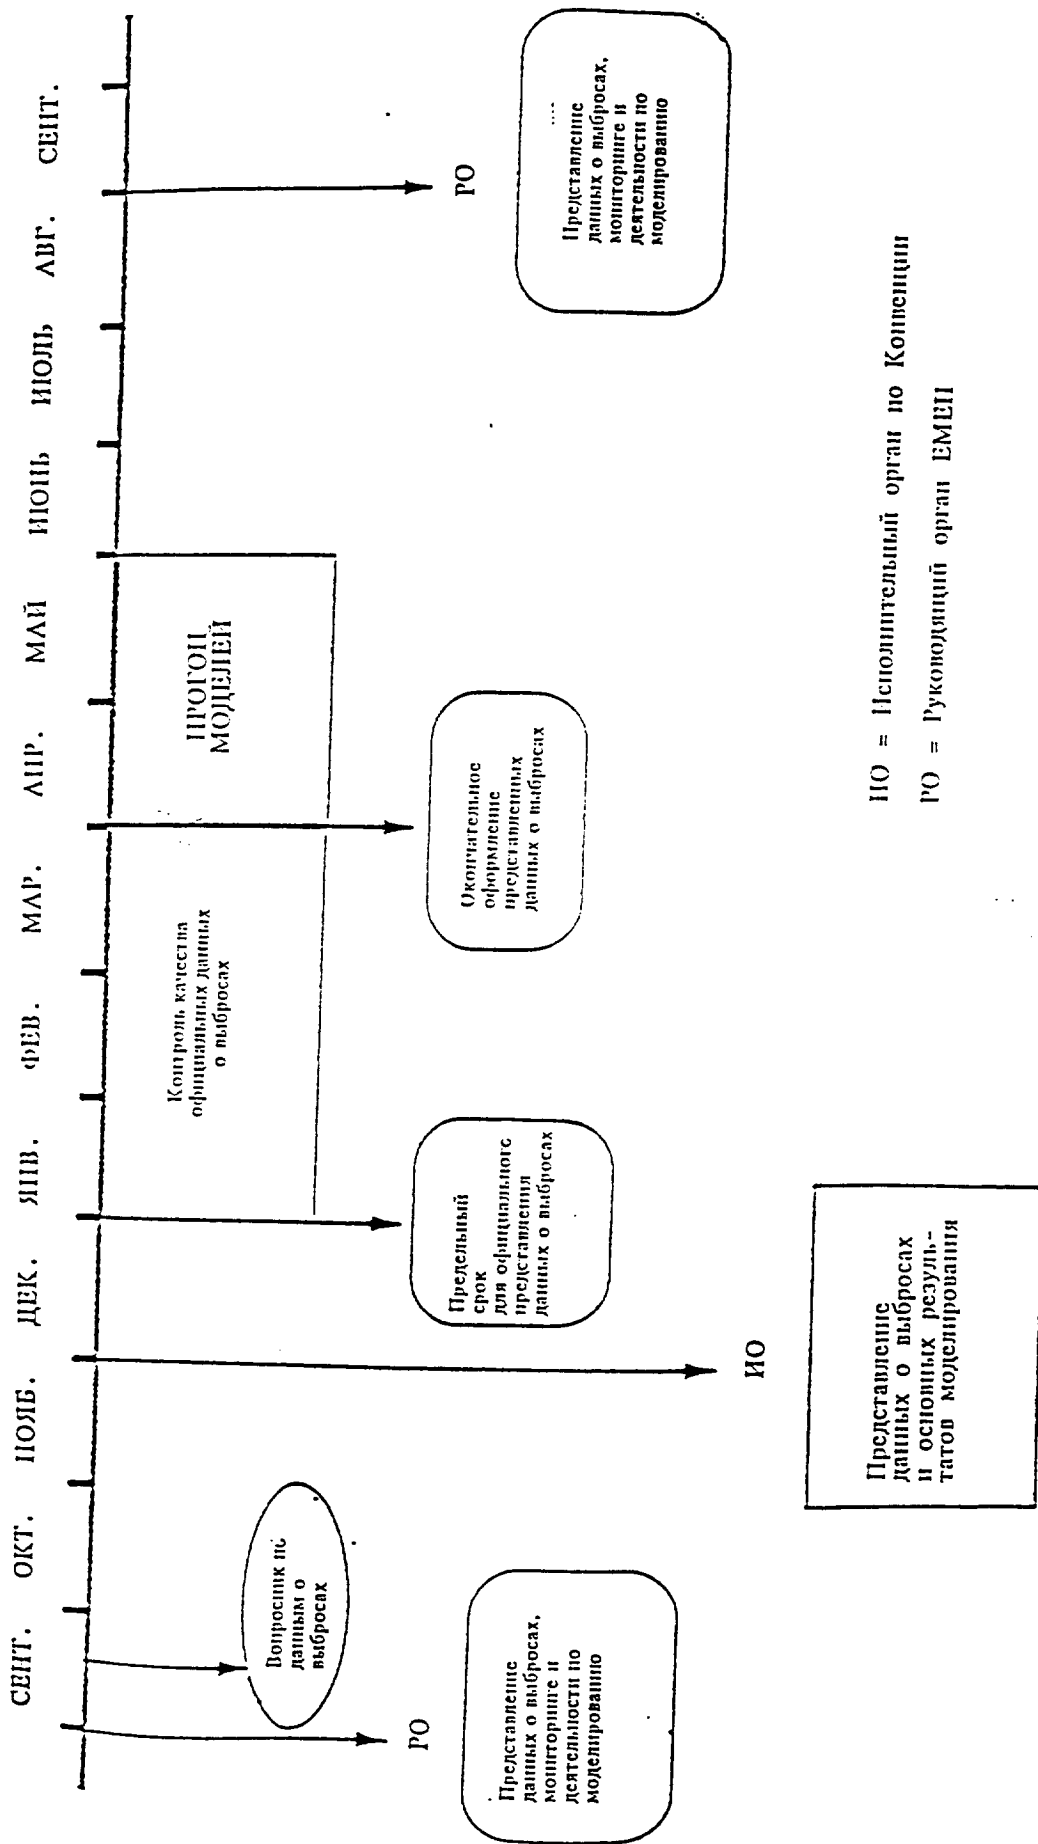 СЕНТ. ОКТ. НОЯБ. ДЕК. ЯНВ. ФЕВ. МАР. АПР. МАЙ ИЮНЬ ИЮЛЬ АВГ. СЕНТ.
Вопросник по
данным о
выбросах
Контроль качества
официальных данных
о выбросах
ПРОГОН
МОДЕЛЕЙ
РО
Представление
данных о выбросах,
мониторинге и
деятельности по
моделированию
ИО
Представление
данных о выбросах
и основных резуль-
татов моделирования
Предельный
срок
для официального
представления
данных о выбросах
Окончательное
оформление
представленных
данных о выбросах
РО
Представление
данных о выбросах,
мониторинге и
деятельности по
моделированию
ИО = Исполнительный орган по Конвенции
РО = Руководящий орган ЕМЕП